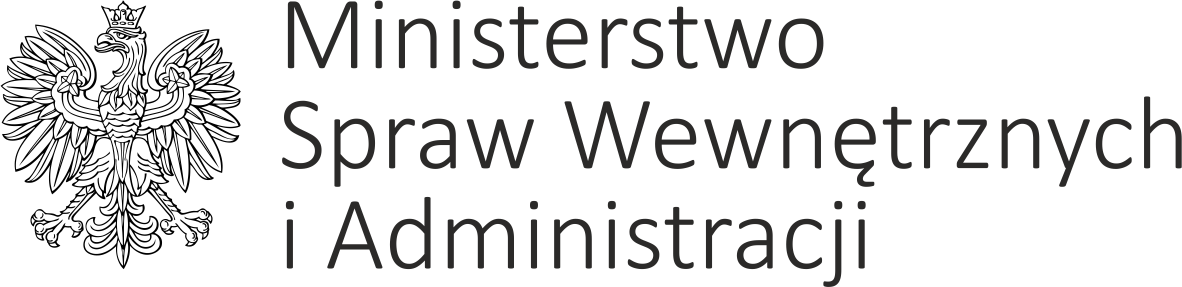 Ministerstwo
Spraw Wewnętrznych
i Administracji